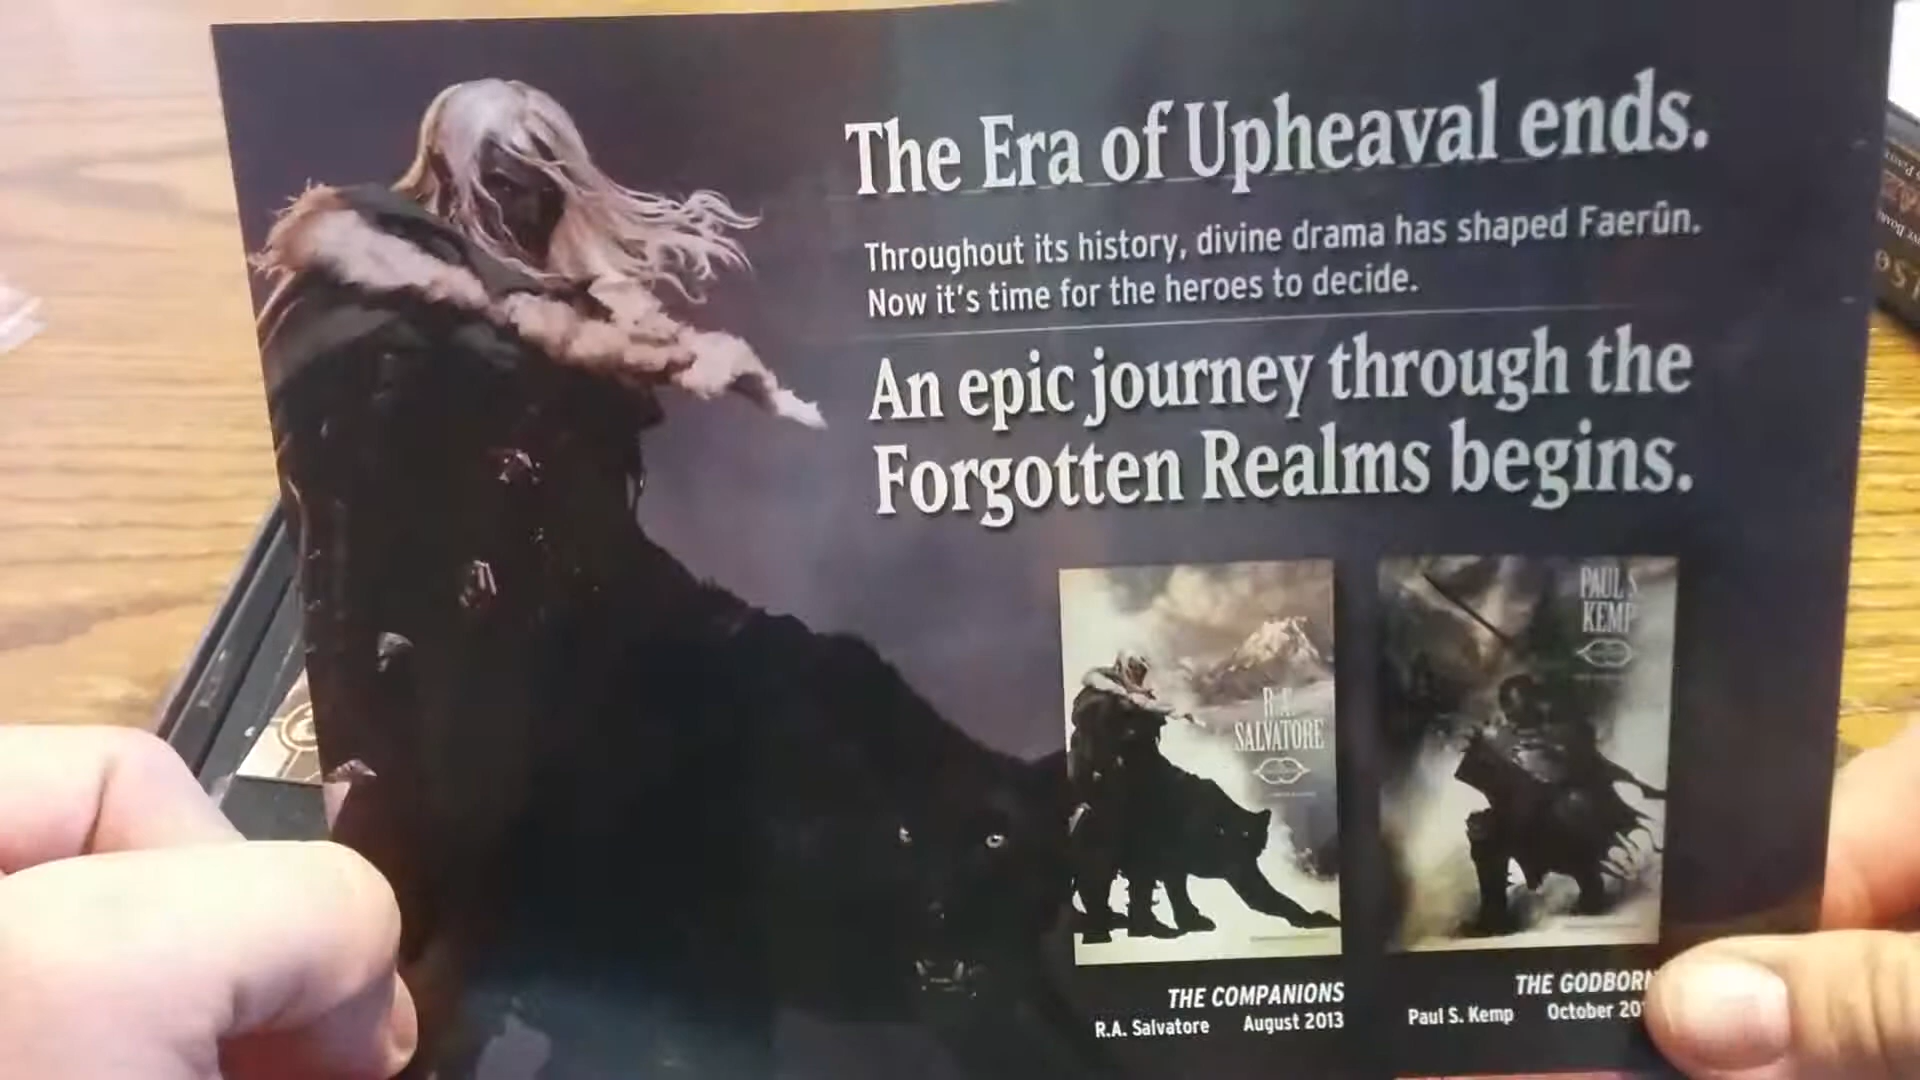 The Era of Upheaval ends.
Throughout its history, divine drama has shaped Faerûn.
Now it's time for the heroes to decide.
An epic journey through the
Forgotten Realms begins.
R.A.
SALVATORE
PAUL S.
KEMP
THE COMPANIONS
R.A. Salvatore August 2013
THE GODBORN
Paul S. Kemp October 20